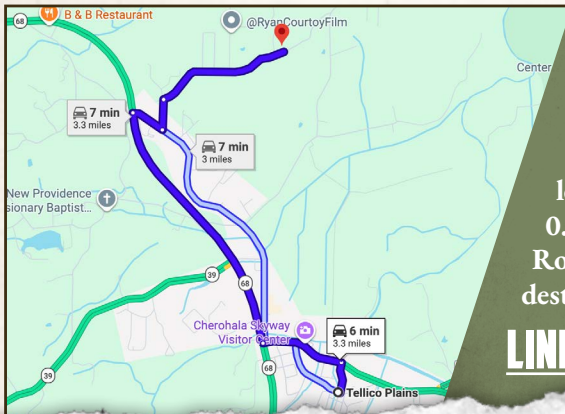 68
B & B Restaurant
@RyanCourtoyFilm
Center
7 min
3.3 miles
7 min
3 miles
New Providence
sionary Baptist...
39
68
Cherohala Skyway
Visitor Center
6 min
3.3 miles
39
68
Tellico Plains
0.
Ro
dest
LIN